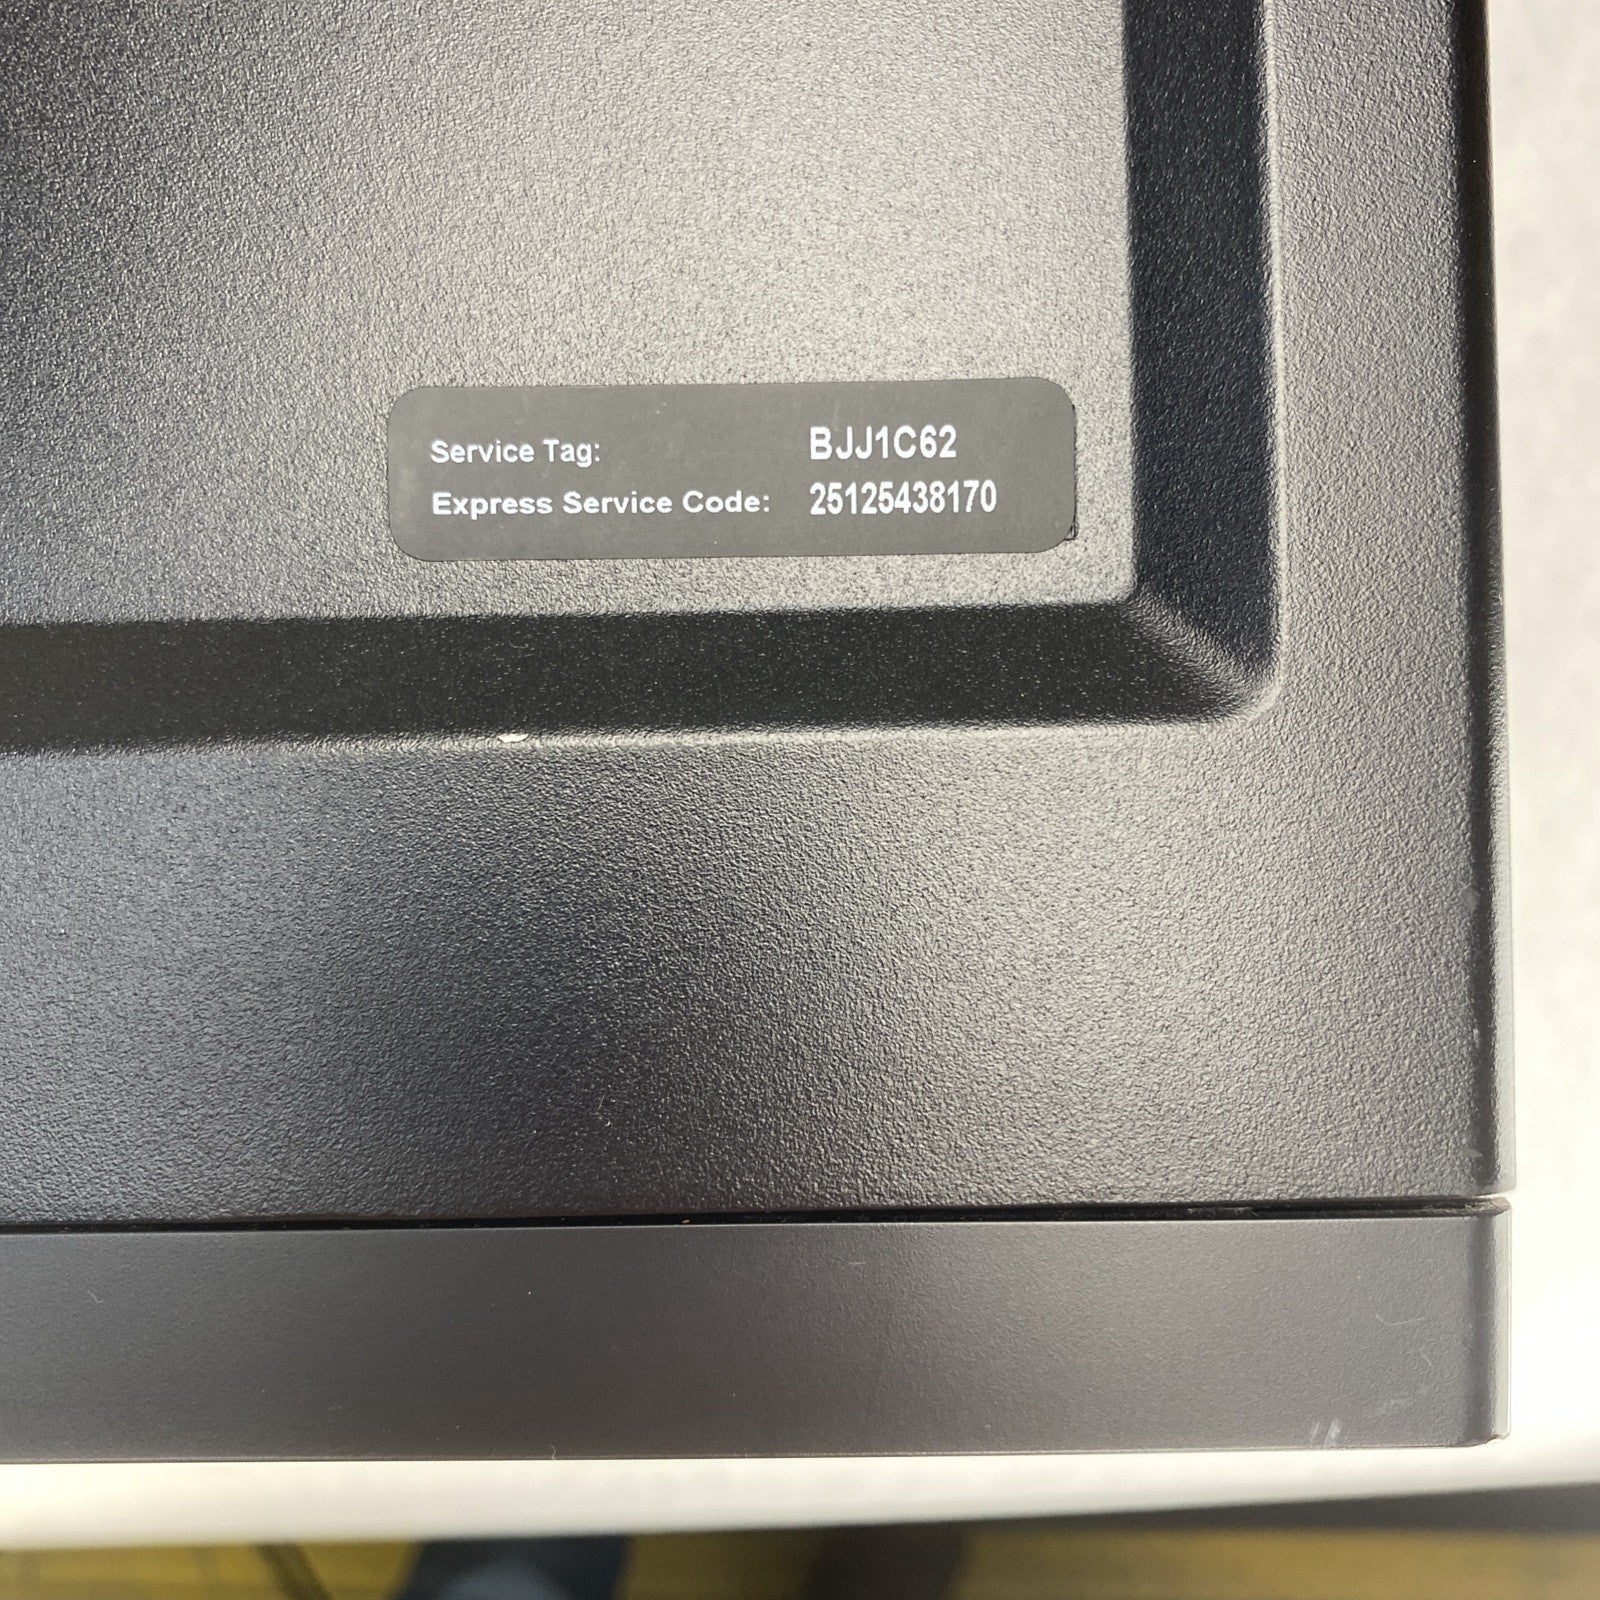 Service Tag: BJJ1C62
Express Service Code: 25125438170